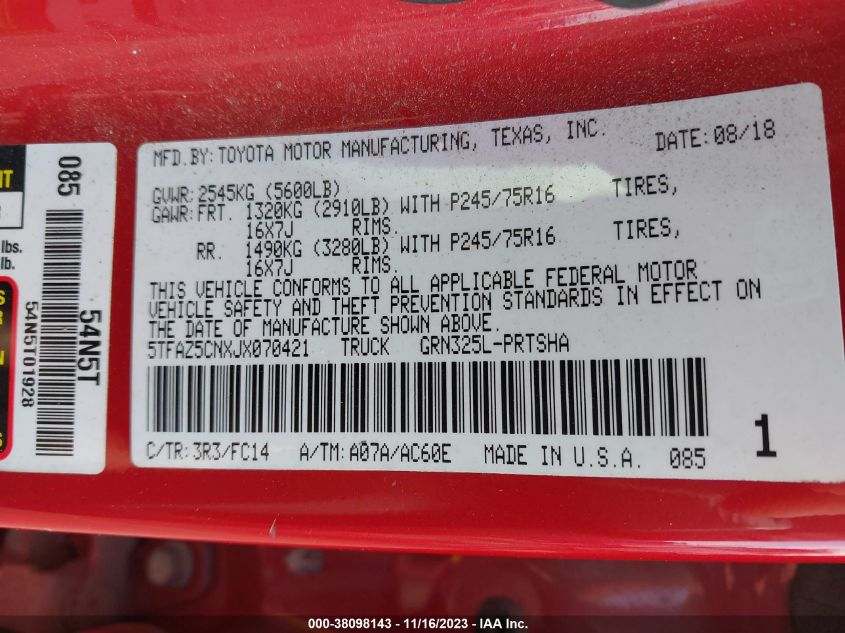 MFD.BY: TOYOTA MOTOR MANUFACTURING, TEXAS, INC. DATE: 08/18
GVWR: 2545KG (5600LB)
GAWR: FRT. 1320KG (2910LB) WITH P245/75R16 TIRES,
16X7J RIMS.
RR. 1490KG (3280LB) WITH P245/75R16 TIRES,
16X7J RIMS.
THIS VEHICLE CONFORMS TO ALL APPLICABLE FEDERAL MOTOR
VEHICLE SAFETY AND THEFT PREVENTION STANDARDS IN EFFECT ON
THE DATE OF MANUFACTURE SHOWN ABOVE.
5TFAZ5CNXJX070421 TRUCK GRN325L-PRTSHA
C/TR: 3R3/FC14 A/TM: A07A/AC60E MADE IN U.S.A. 085
1
085
54N5T
54N5T01928
lbs.
lb.
000-38098143 - 11/16/2023 - IAA Inc.